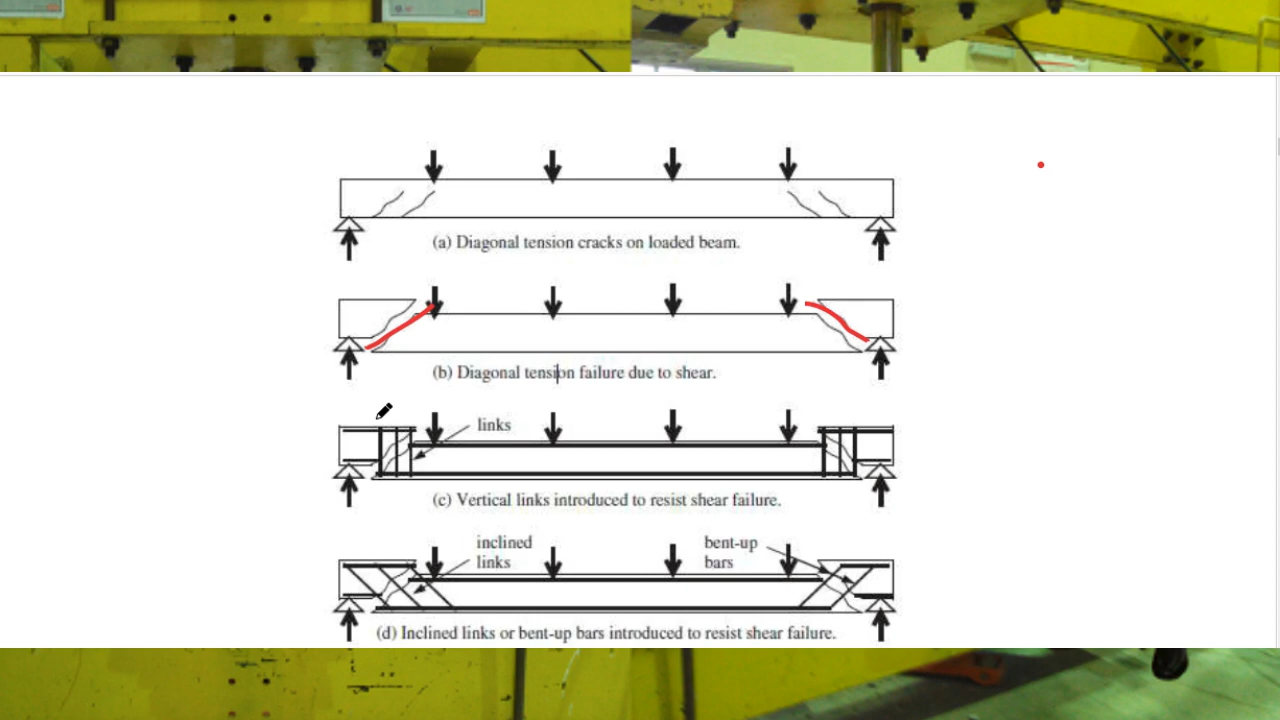 (a) Diagonal tension cracks on loaded beam.
(b) Diagonal tension failure due to shear.
links
(c) Vertical links introduced to resist shear failure.
inclined
links
bent-up
bars
(d) Inclined links or bent-up bars introduced to resist shear failure.